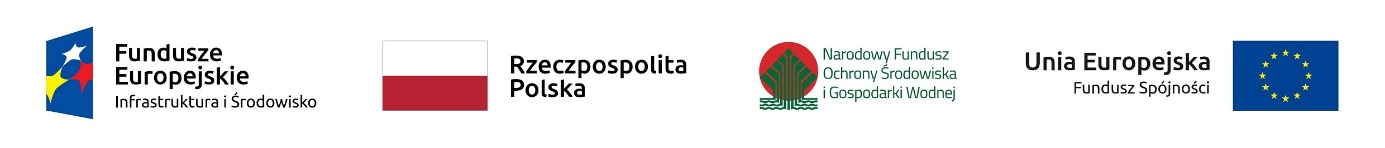 Fundusze
Europejskie
Infrastruktura i Środowisko
Rzeczpospolita
Polska
Narodowy Fundusz
Ochrony Środowiska
i Gospodarki Wodnej
Unia Europejska
Fundusz Spójności